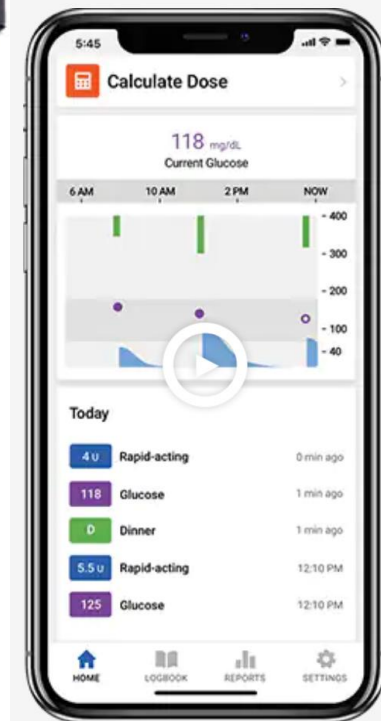 5:45
Calculate Dose
118 mg/dL
Current Glucose
6 AM 10 AM 2 PM NOW
- 400
- 300
- 200
- 100
- 40
Today
4 U Rapid-acting 0 min ago
118 Glucose 1 min ago
D Dinner 1 min ago
5.5 U Rapid-acting 12:10 PM
125 Glucose 12:10 PM
HOME LOGBOOK REPORTS SETTINGS